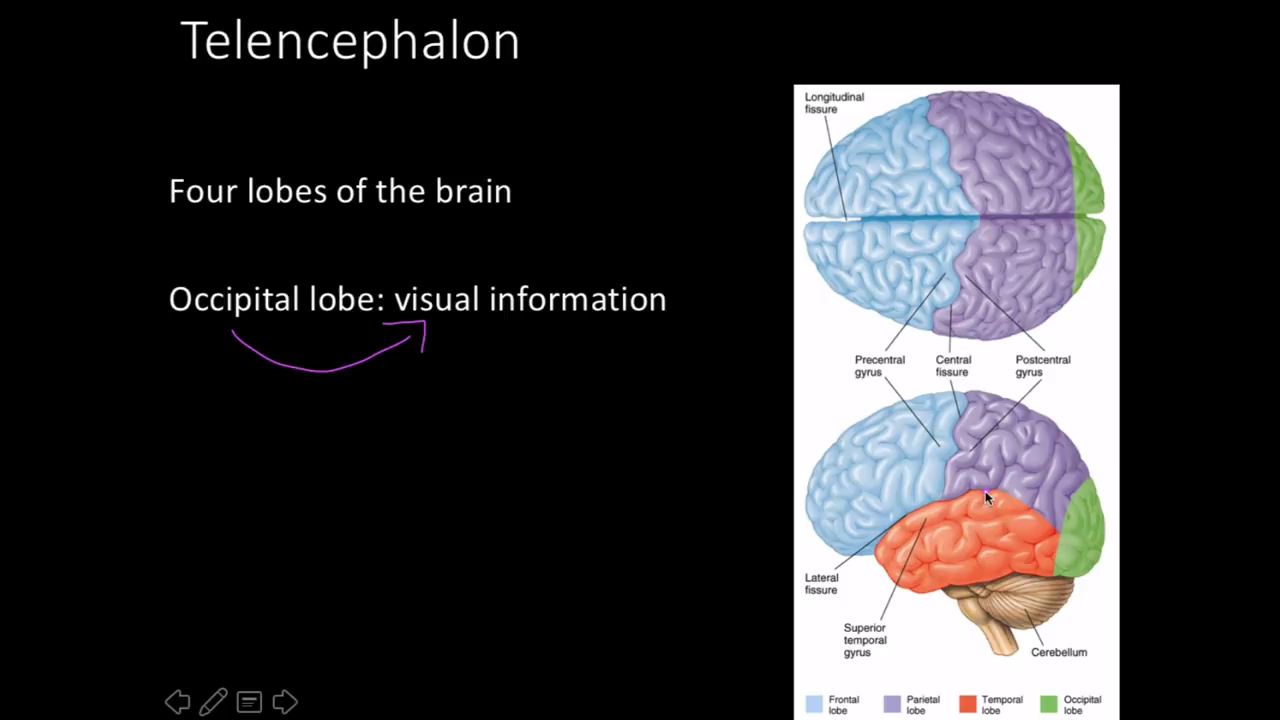 Telencephalon
Four lobes of the brain
Occipital lobe: visual information
Longitudinal
fissure
Precentral
gyrus
Central
fissure
Postcentral
gyrus
Lateral
fissure
Superior
temporal
gyrus
Cerebellum
Frontal
lobe
Parietal
lobe
Temporal
lobe
Occipital
lobe